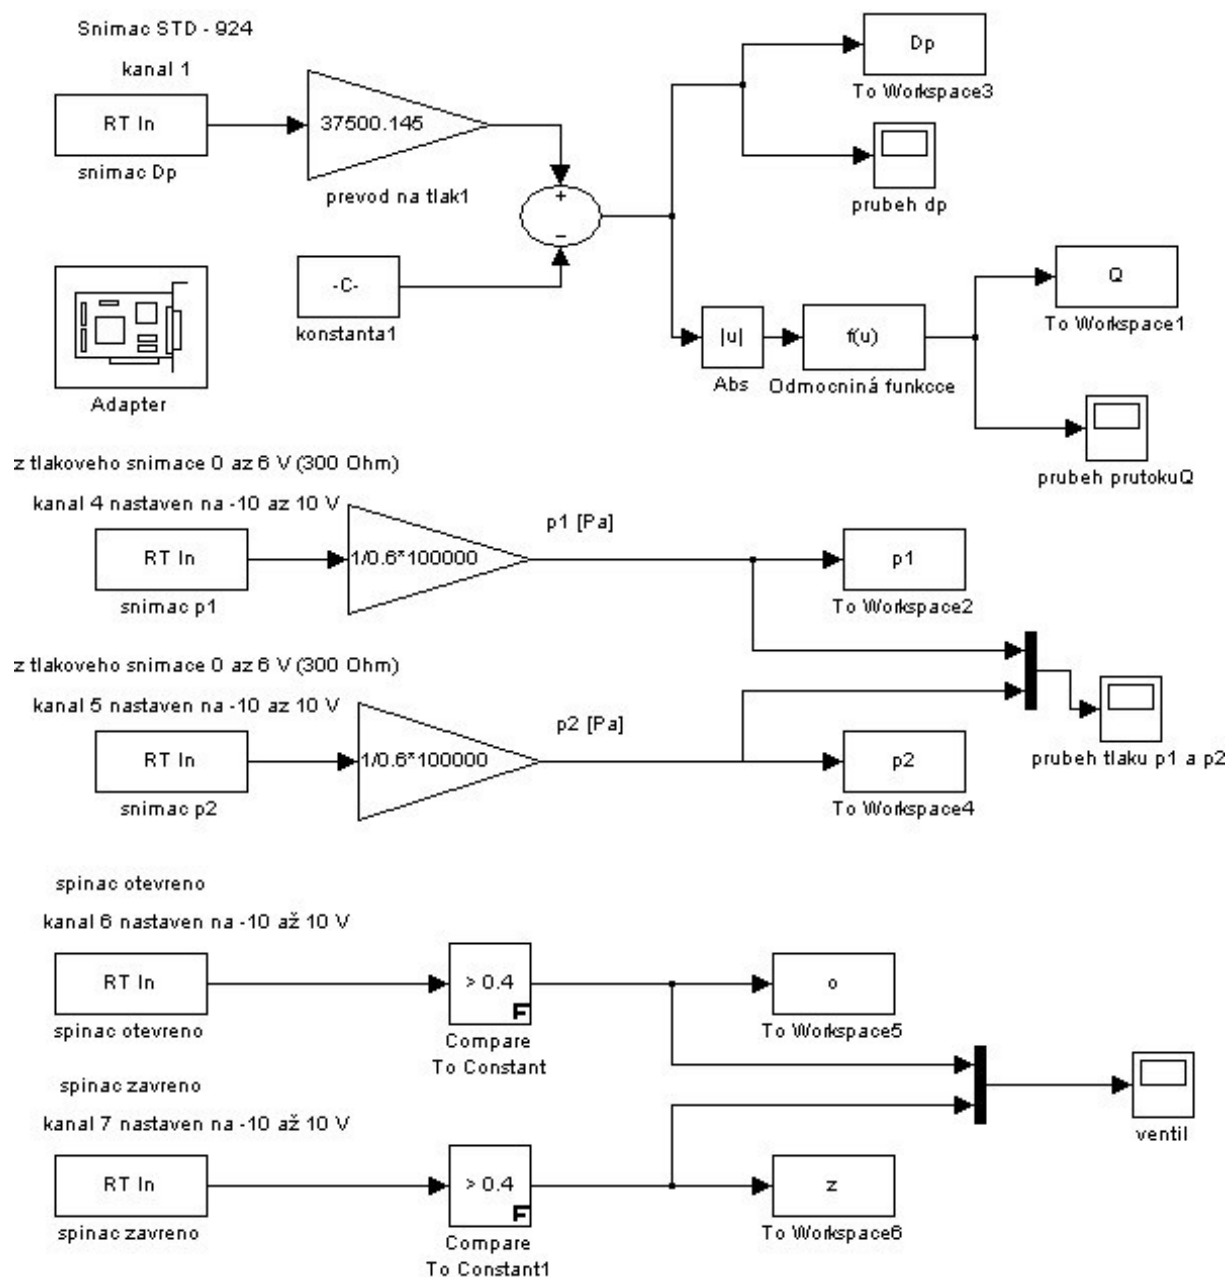 Snimac STD - 924
kanal 1
RT In
snimac Dp
37500.145
prevod na tlak1
+
−
-C-
konstanta1
Adapter
Dp
To Workspace3
prubeh dp
|u|
Abs
f(u)
Odmocniná funkcce
Q
To Workspace1
prubeh prutokuQ
z tlakoveho snimace 0 az 6 V (300 Ohm)
kanal 4 nastaven na -10 az 10 V
RT In
snimac p1
1/0.6*100000
p1 [Pa]
p1
To Workspace2
z tlakoveho snimace 0 az 6 V (300 Ohm)
kanal 5 nastaven na -10 az 10 V
RT In
snimac p2
1/0.6*100000
p2 [Pa]
p2
To Workspace4
prubeh tlaku p1 a p2
spinac otevreno
kanal 6 nastaven na -10 až 10 V
RT In
spinac otevreno
> 0.4
F
Compare
To Constant
o
To Workspace5
spinac zavreno
kanal 7 nastaven na -10 až 10 V
RT In
spinac zavreno
> 0.4
F
Compare
To Constant1
z
To Workspace6
ventil